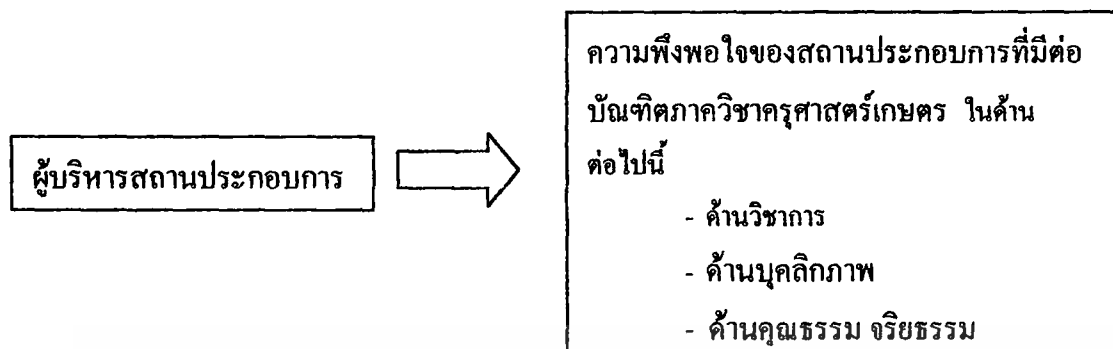 ผู้บริหารสถานประกอบการ
ความพึงพอใจของสถานประกอบการที่มีต่อ
บัณฑิตภาควิชาครุศาสตร์เกษตร ในด้าน
ต่อไปนี้
- ด้านวิชาการ
- ด้านบุคลิกภาพ
- ด้านคุณธรรม จริยธรรม